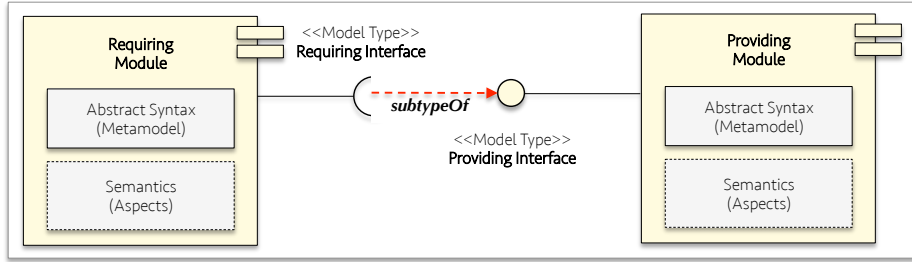 Requiring
Module
Abstract Syntax
(Metamodel)
Semantics
(Aspects)
<<Model Type>>
Requiring Interface
subtypeOf
<<Model Type>>
Providing Interface
Providing
Module
Abstract Syntax
(Metamodel)
Semantics
(Aspects)